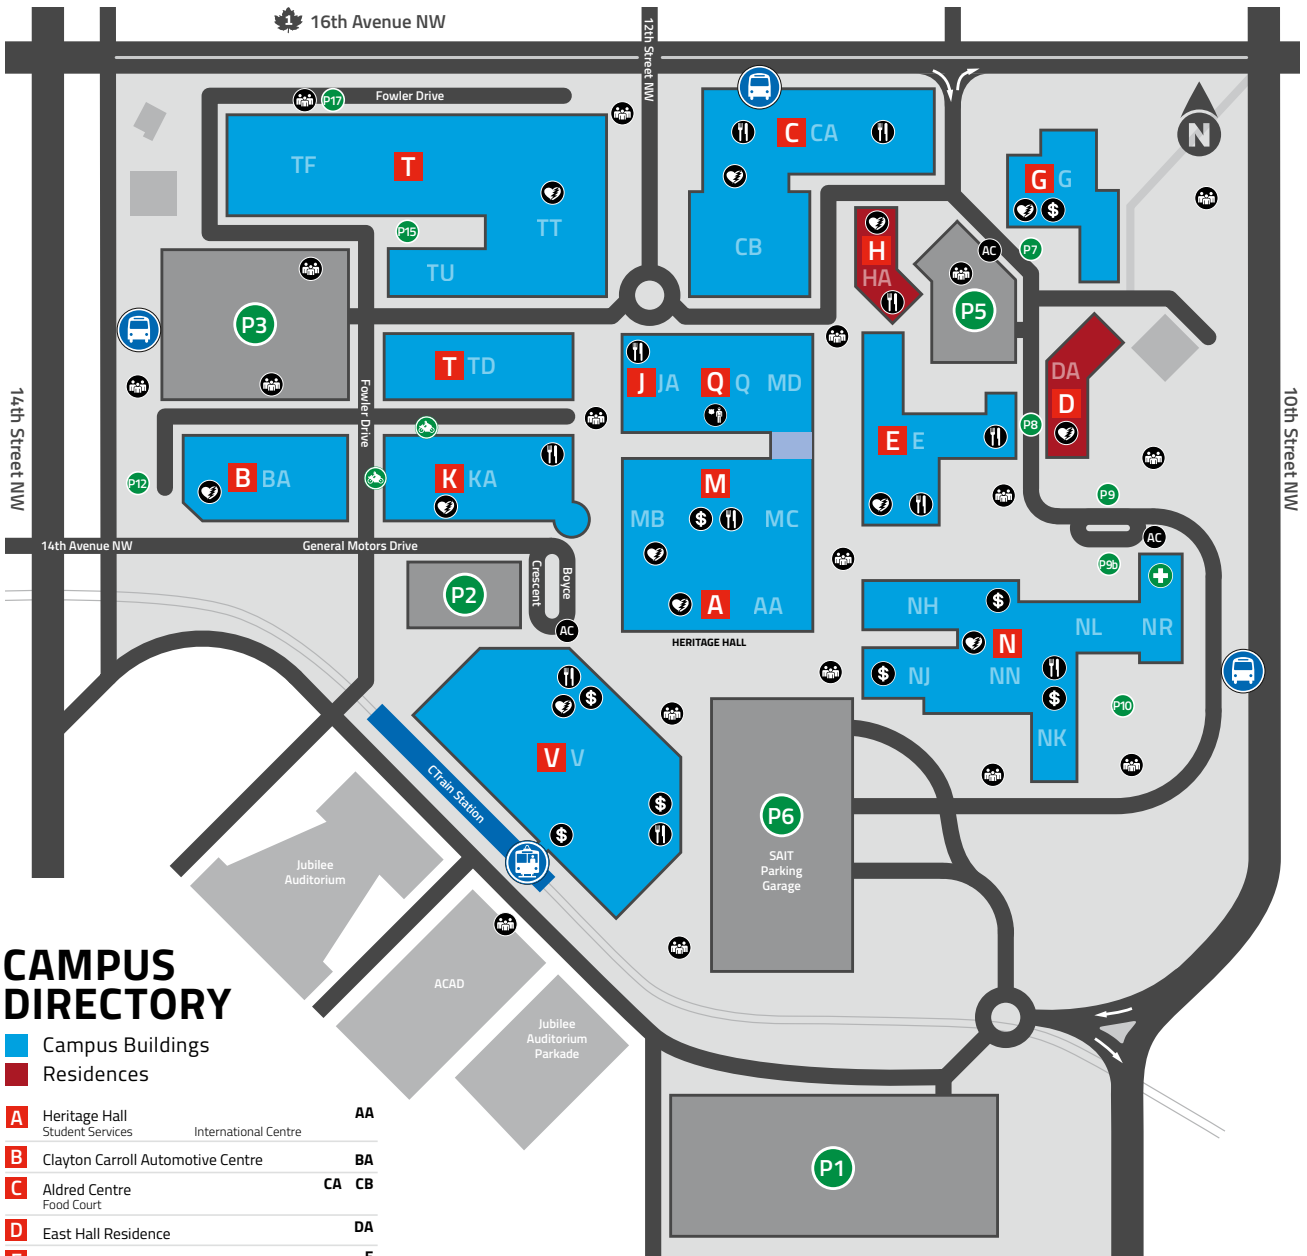 1 16th Avenue NW
12th Street NW
P17 Fowler Drive
C CA
TF T
TT
P15
TU
CB
G G
N
H
HA
AC P7
P5
P3
T TD
J JA Q Q MD
DA
D
14th Street NW
Fowler Drive
10th Street NW
P8
E E
B BA
K KA
P12
M
MB MC
P9
AC
P9b
14th Avenue NW
General Motors Drive
Boyce
Crescent
P2
AC
A AA
HERITAGE HALL
NH
NL NR
N
NJ NN
NK
P10
V V
CTrain Station
P6
SAIT
Parking
Garage
Jubilee
Auditorium
ACAD
Jubilee
Auditorium
Parkade
P1
CAMPUS
DIRECTORY
Campus Buildings
Residences
A Heritage Hall AA
Student Services International Centre
B Clayton Carroll Automotive Centre BA
C Aldred Centre CA CB
Food Court
D East Hall Residence DA